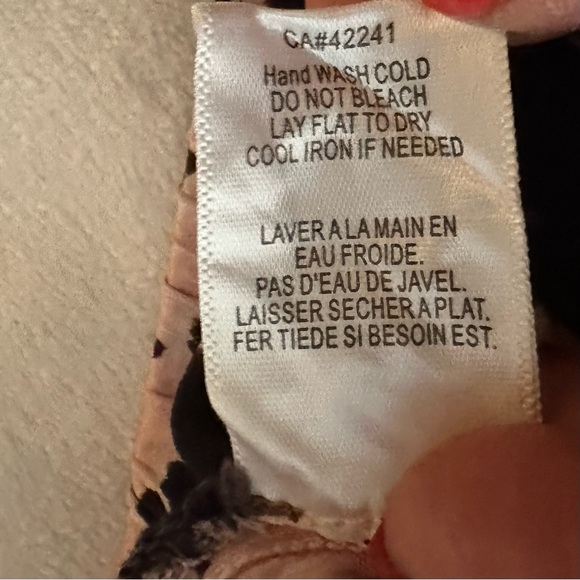 CA#42241
Hand WASH COLD
DO NOT BLEACH
LAY FLAT TO DRY
COOL IRON IF NEEDED
LAVER A LA MAIN EN
EAU FROIDE.
PAS D'EAU DE JAVEL.
LAISSER SECHER A PLAT.
FER TIEDE SI BESOIN EST.